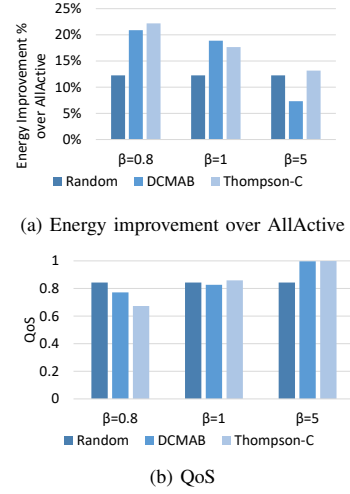 25%
20%
15%
10%
5%
0%
Energy Improvement %
over AllActive
β=0.8 β=1 β=5
Random DCMAB Thompson-C
(a) Energy improvement over AllActive
1
0.8
0.6
0.4
0.2
0
QoS
β=0.8 β=1 β=5
Random DCMAB Thompson-C
(b) QoS